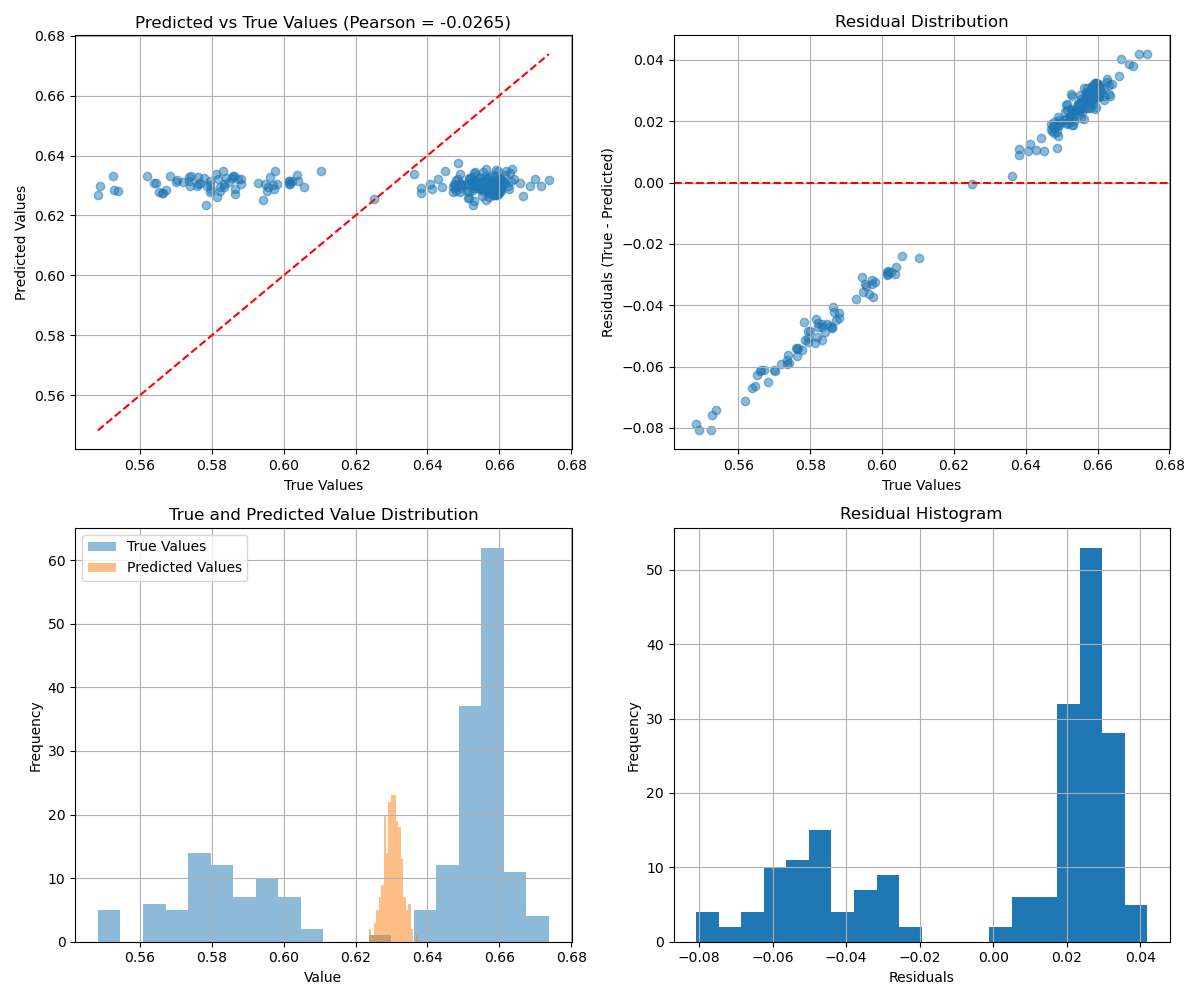 Predicted vs True Values (Pearson = -0.0265)
Predicted Values
0.68
0.66
0.64
0.62
0.60
0.58
0.56
0.56 0.58 0.60 0.62 0.64 0.66 0.68
True Values
Residual Distribution
Residuals (True - Predicted)
0.04
0.02
0.00
−0.02
−0.04
−0.06
−0.08
0.56 0.58 0.60 0.62 0.64 0.66 0.68
True Values
True and Predicted Value Distribution
True Values
Predicted Values
Frequency
60
50
40
30
20
10
0
0.56 0.58 0.60 0.62 0.64 0.66 0.68
Value
Residual Histogram
Frequency
50
40
30
20
10
0
−0.08 −0.06 −0.04 −0.02 0.00 0.02 0.04
Residuals